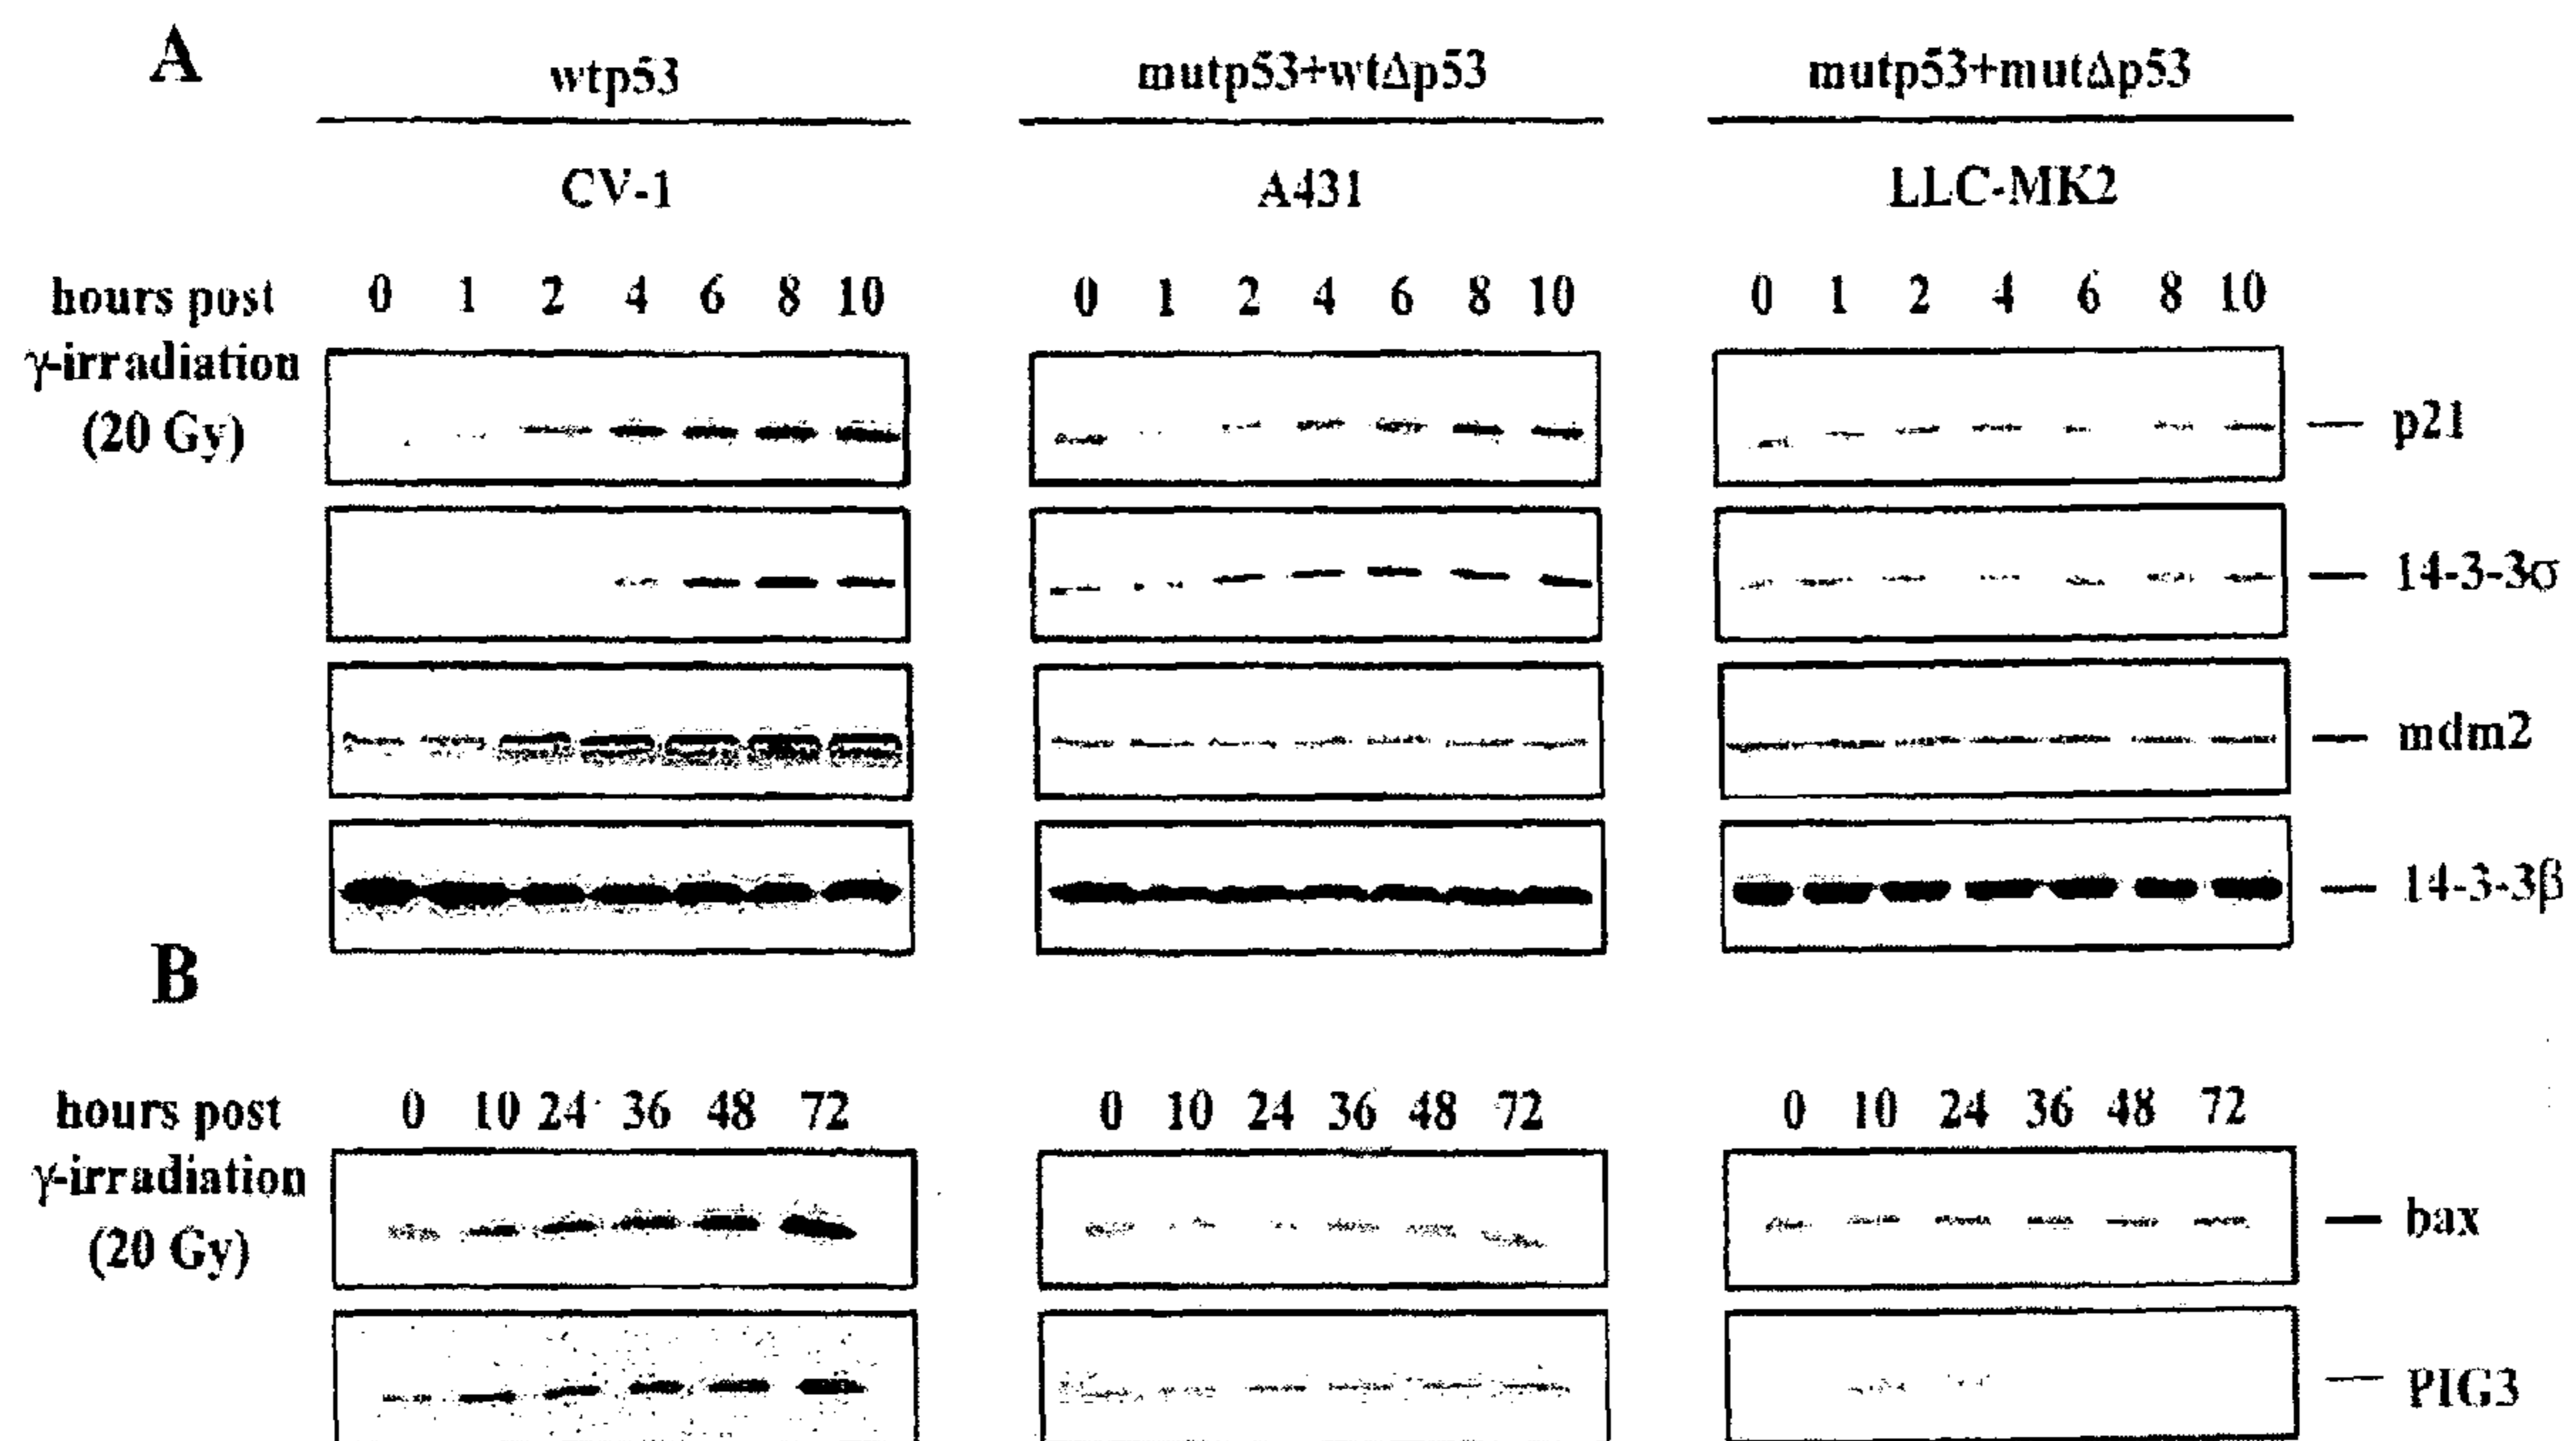 A
wtp53 mutp53+wtΔp53 mutp53+mutΔp53
CV-1 A431 LLC-MK2
hours post 0 1 2 4 6 8 10 0 1 2 4 6 8 10 0 1 2 4 6 8 10
γ-irradiation
(20 Gy)
p21
14-3-3σ
mdm2
14-3-3β
B
hours post 0 10 24 36 48 72 0 10 24 36 48 72 0 10 24 36 48 72
γ-irradiation
(20 Gy)
bax
PIG3